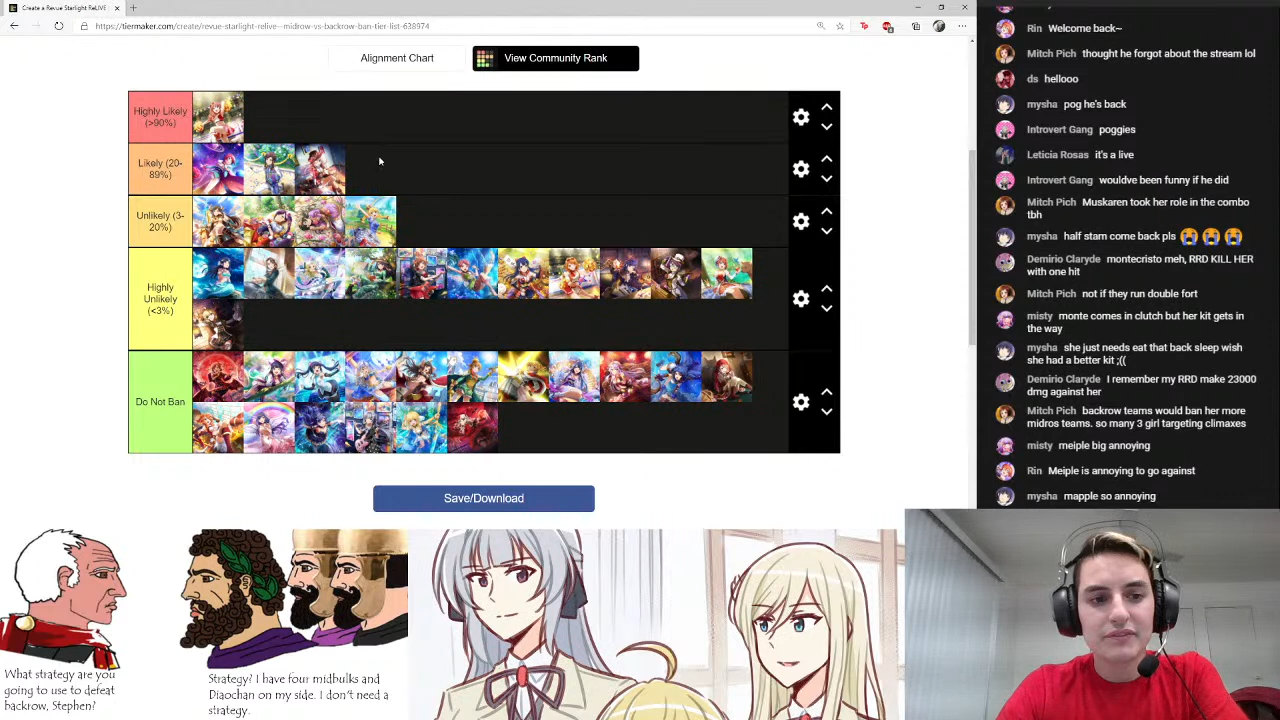 Create a Revue Starlight ReLIVE
https://tiermaker.com/create/revue-starlight-relive--midrow-vs-backrow-ban-tier-list-638974
Alignment Chart
View Community Rank
Highly Likely
(>90%)
Likely (20-
89%)
Unlikely (3-
20%)
Highly
Unlikely
(<3%)
Do Not Ban
Save/Download
What strategy are you
going to use to defeat
backrow, Stephen?
Strategy? I have four midbulks and
Diaochan on my side. I don't need a
strategy.
Rin Welcome back~
Mitch Pich thought he forgot about the stream lol
ds hellooo
mysha pog he's back
Introvert Gang poggies
Leticia Rosas it's a live
Introvert Gang wouldve been funny if he did
Mitch Pich Muskaren took her role in the combo
tbh
mysha half stam come back pls 😭😭😭
Demirio Claryde montecristo meh, RRD KILL HER
with one hit
Mitch Pich not if they run double fort
misty monte comes in clutch but her kit gets in
the way
mysha she just needs eat that back sleep wish
she had a better kit ;((
Demirio Claryde I remember my RRD make 23000
dmg against her
Mitch Pich backrow teams would ban her more
midros teams. so many 3 girl targeting climaxes
misty meiple big annoying
Rin Meiple is annoying to go against
mysha mapple so annoying